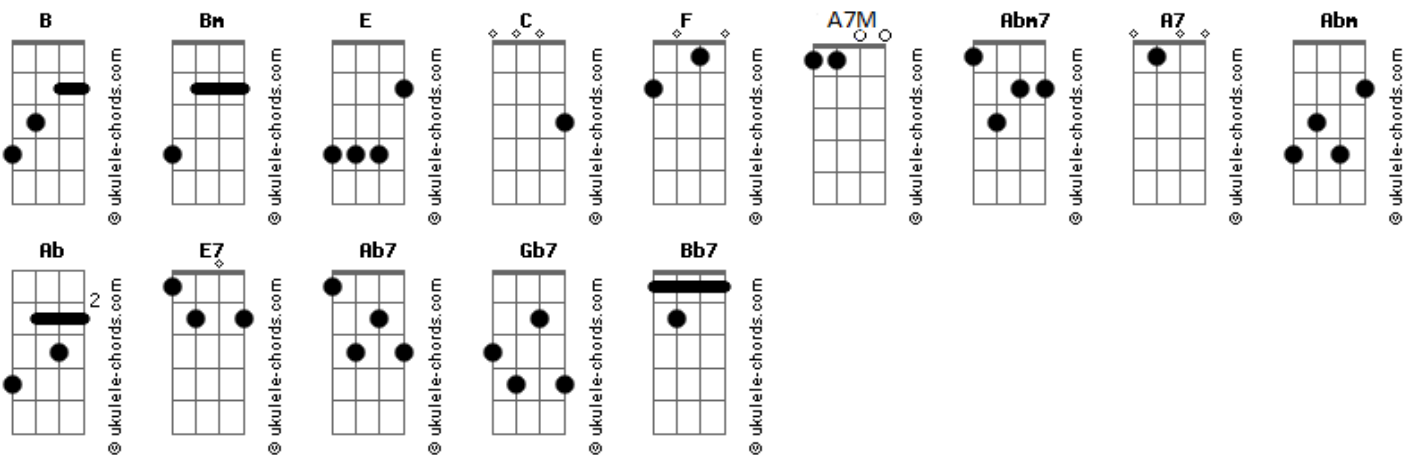 B Bm E C F A7M Abm7 A7 Abm
© ukulele-chords.com © ukulele-chords.com © ukulele-chords.com © ukulele-chords.com © ukulele-chords.com © ukulele-chords.com © ukulele-chords.com © ukulele-chords.com © ukulele-chords.com
Ab E7 Ab7 Gb7 Bb7
2
© ukulele-chords.com © ukulele-chords.com © ukulele-chords.com © ukulele-chords.com © ukulele-chords.com